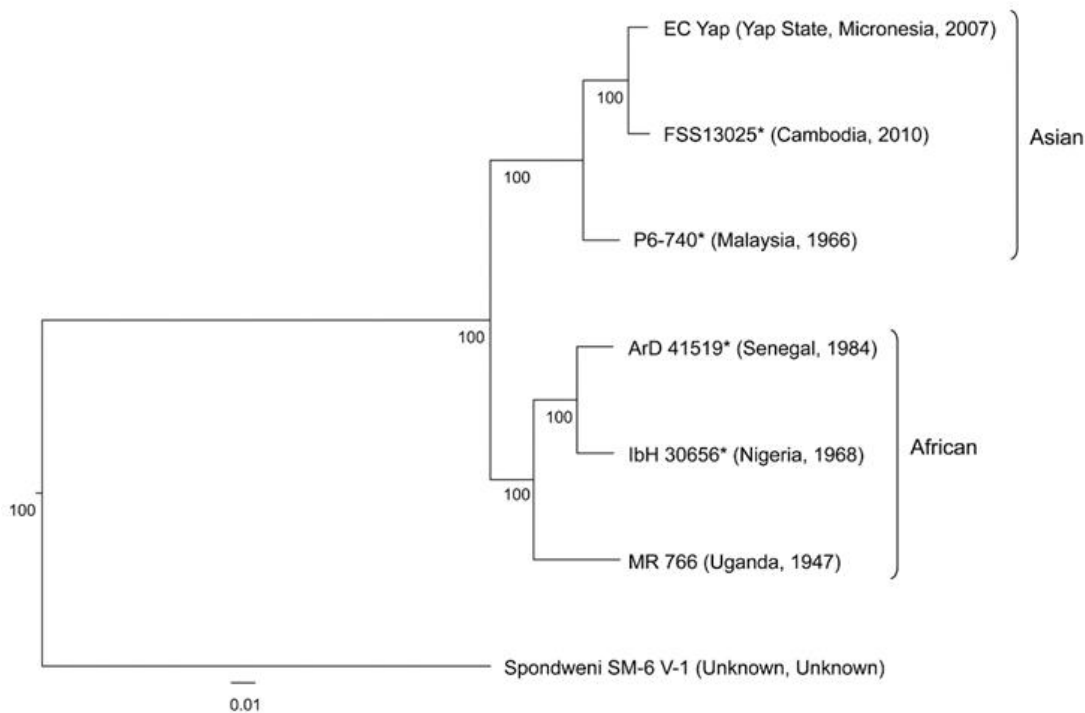 EC Yap (Yap State, Micronesia, 2007)
100
FSS13025* (Cambodia, 2010)
Asian
100
P6-740* (Malaysia, 1966)
100
ArD 41519* (Senegal, 1984)
100
African
IbH 30656* (Nigeria, 1968)
100
100
MR 766 (Uganda, 1947)
Spondweni SM-6 V-1 (Unknown, Unknown)
0.01